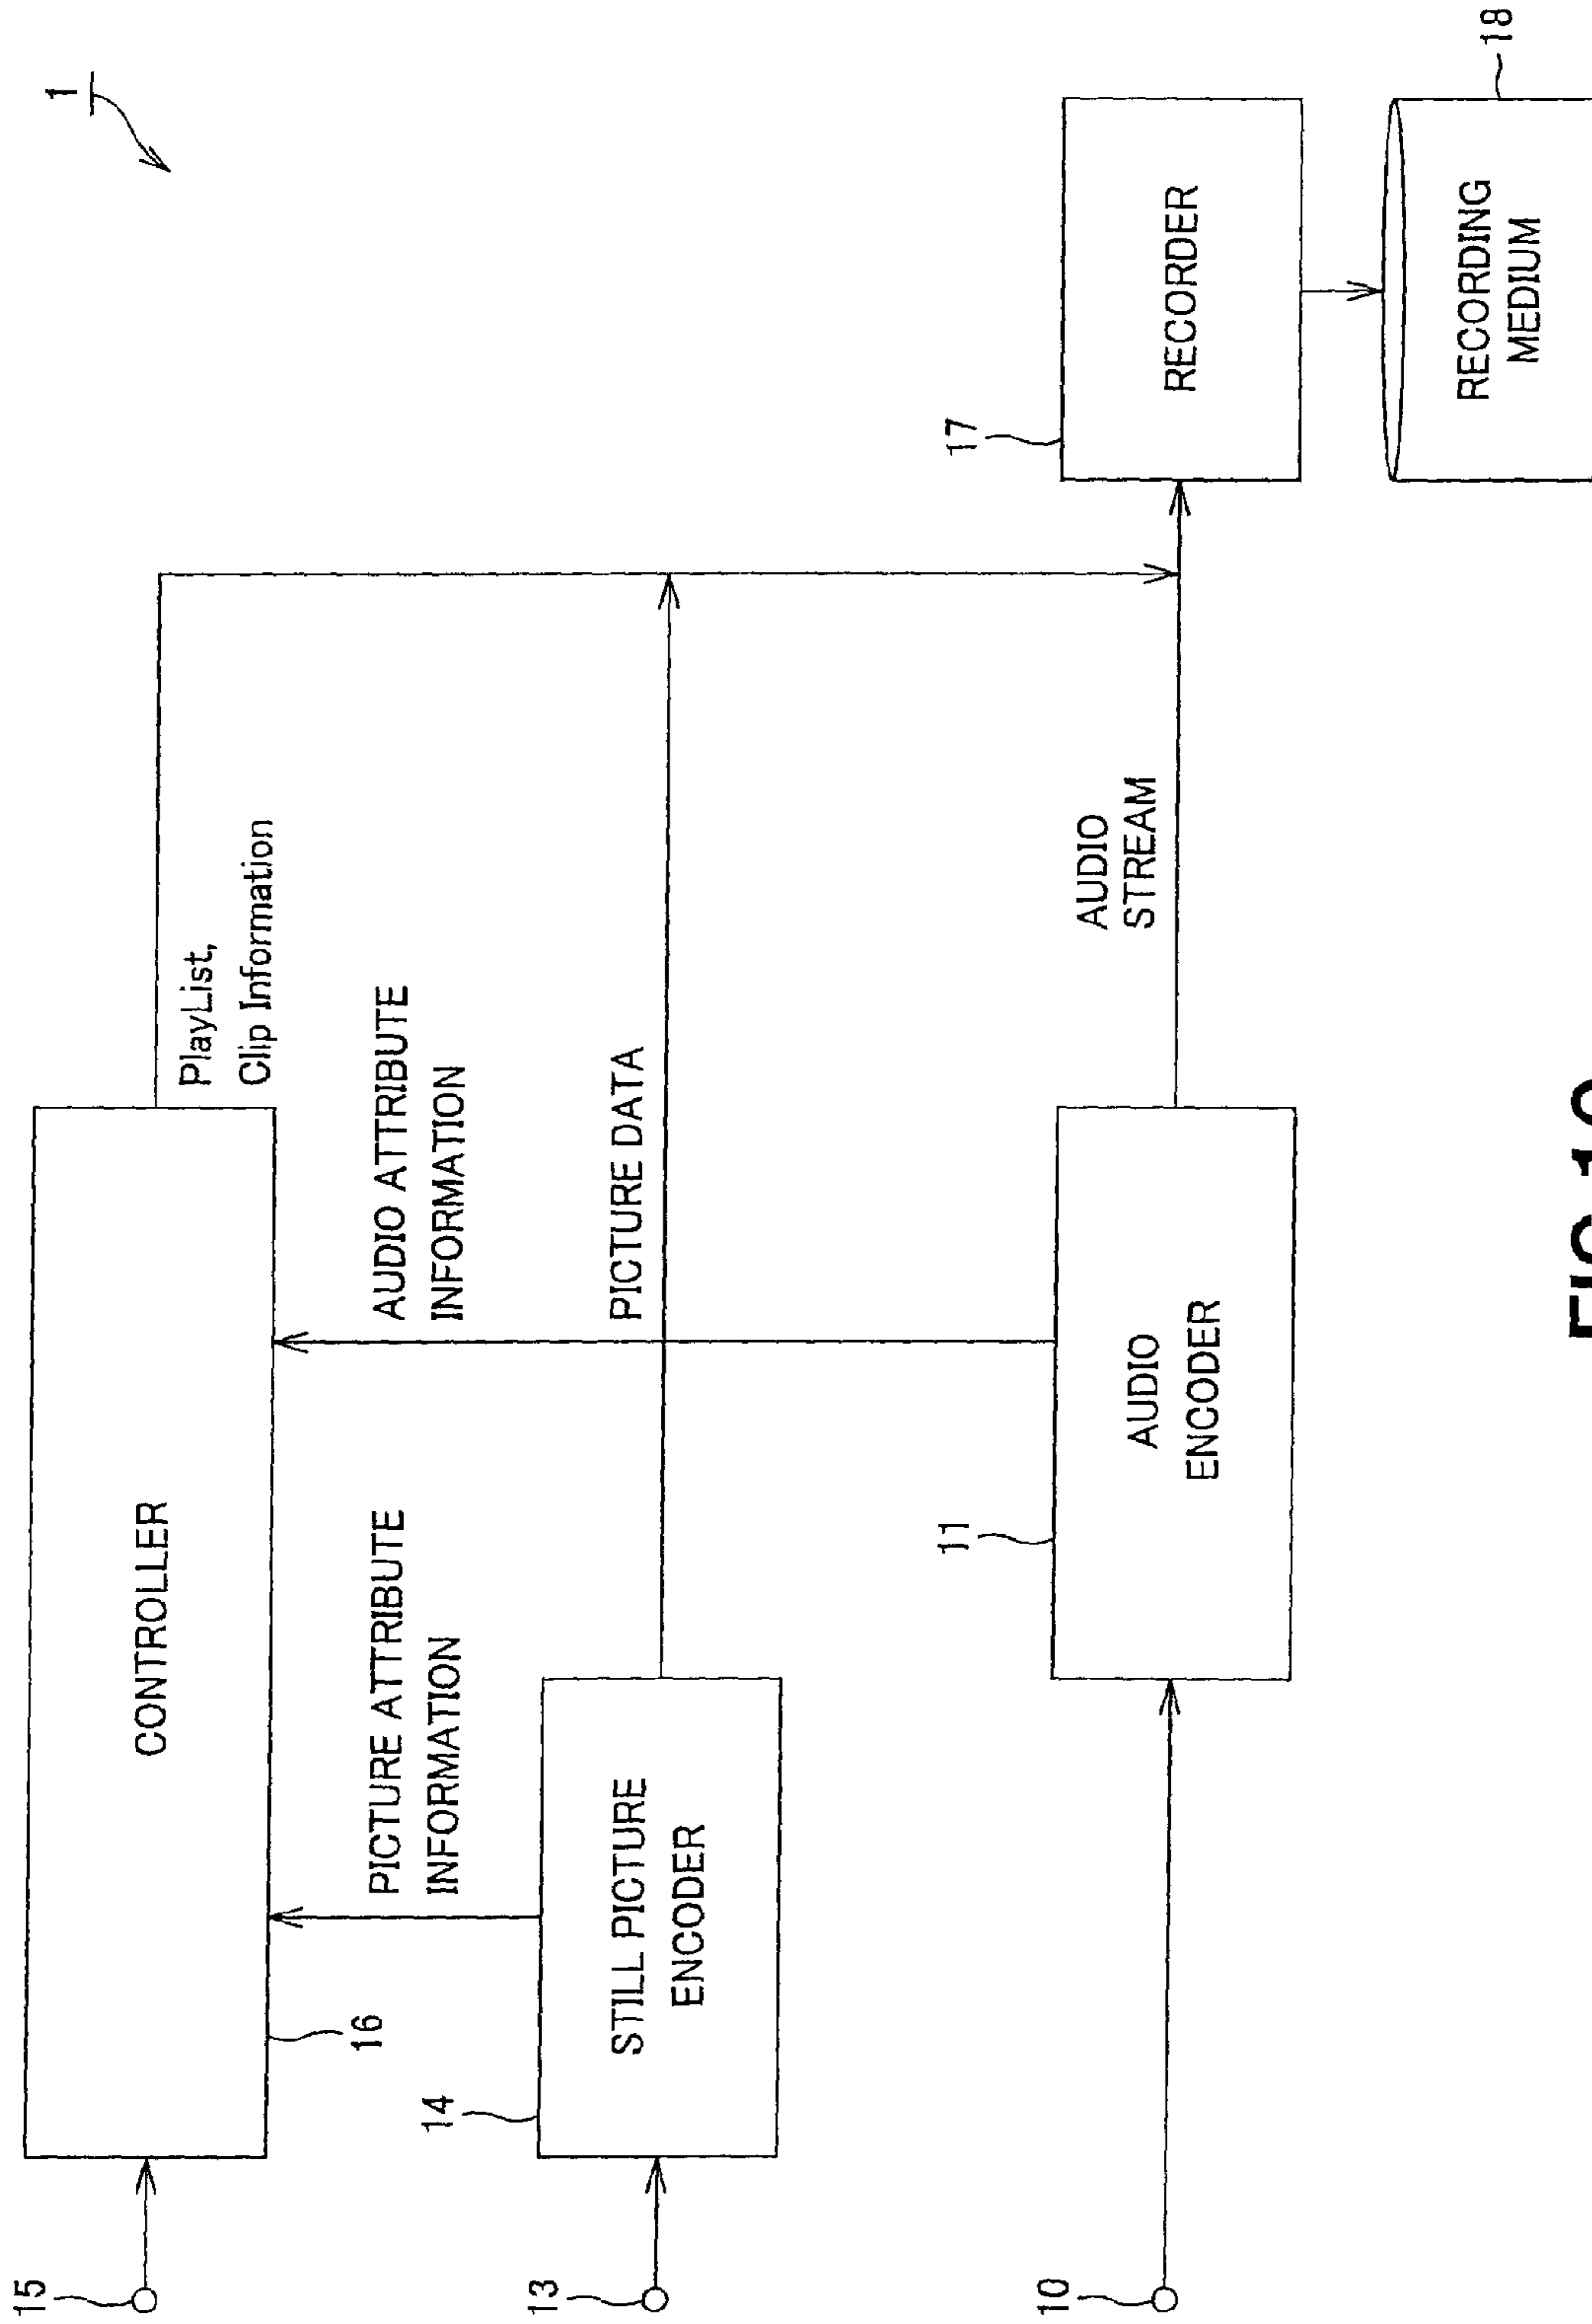 1
15
CONTROLLER
16
PlayList,
Clip Information
PICTURE ATTRIBUTE
INFORMATION
AUDIO ATTRIBUTE
INFORMATION
13
14
STILL PICTURE
ENCODER
PICTURE DATA
10
11
AUDIO
ENCODER
AUDIO
STREAM
17
RECORDER
18
RECORDING
MEDIUM